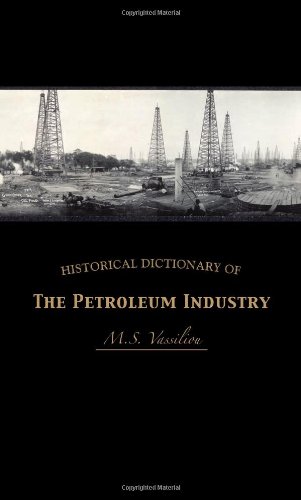 HISTORICAL DICTIONARY OF
THE PETROLEUM INDUSTRY
M.S. Vassiliou